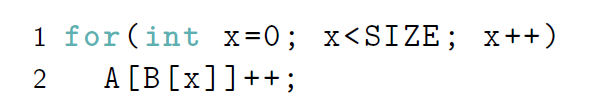 1 for(int x=0; x<SIZE; x++)
2   A[B[x]]++;